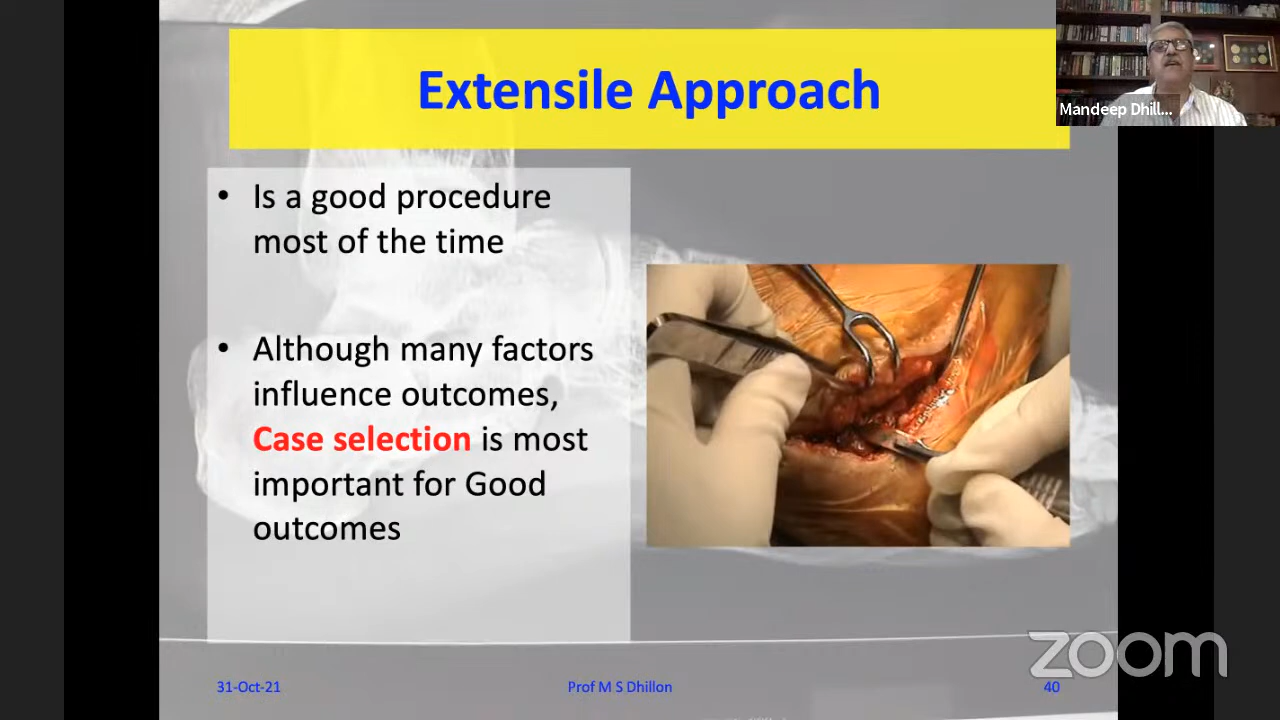 Extensile Approach
Mandeep Dhill...
• Is a good procedure
most of the time
• Although many factors
influence outcomes,
Case selection is most
important for Good
outcomes
zoom
31-Oct-21
Prof M S Dhillon
40